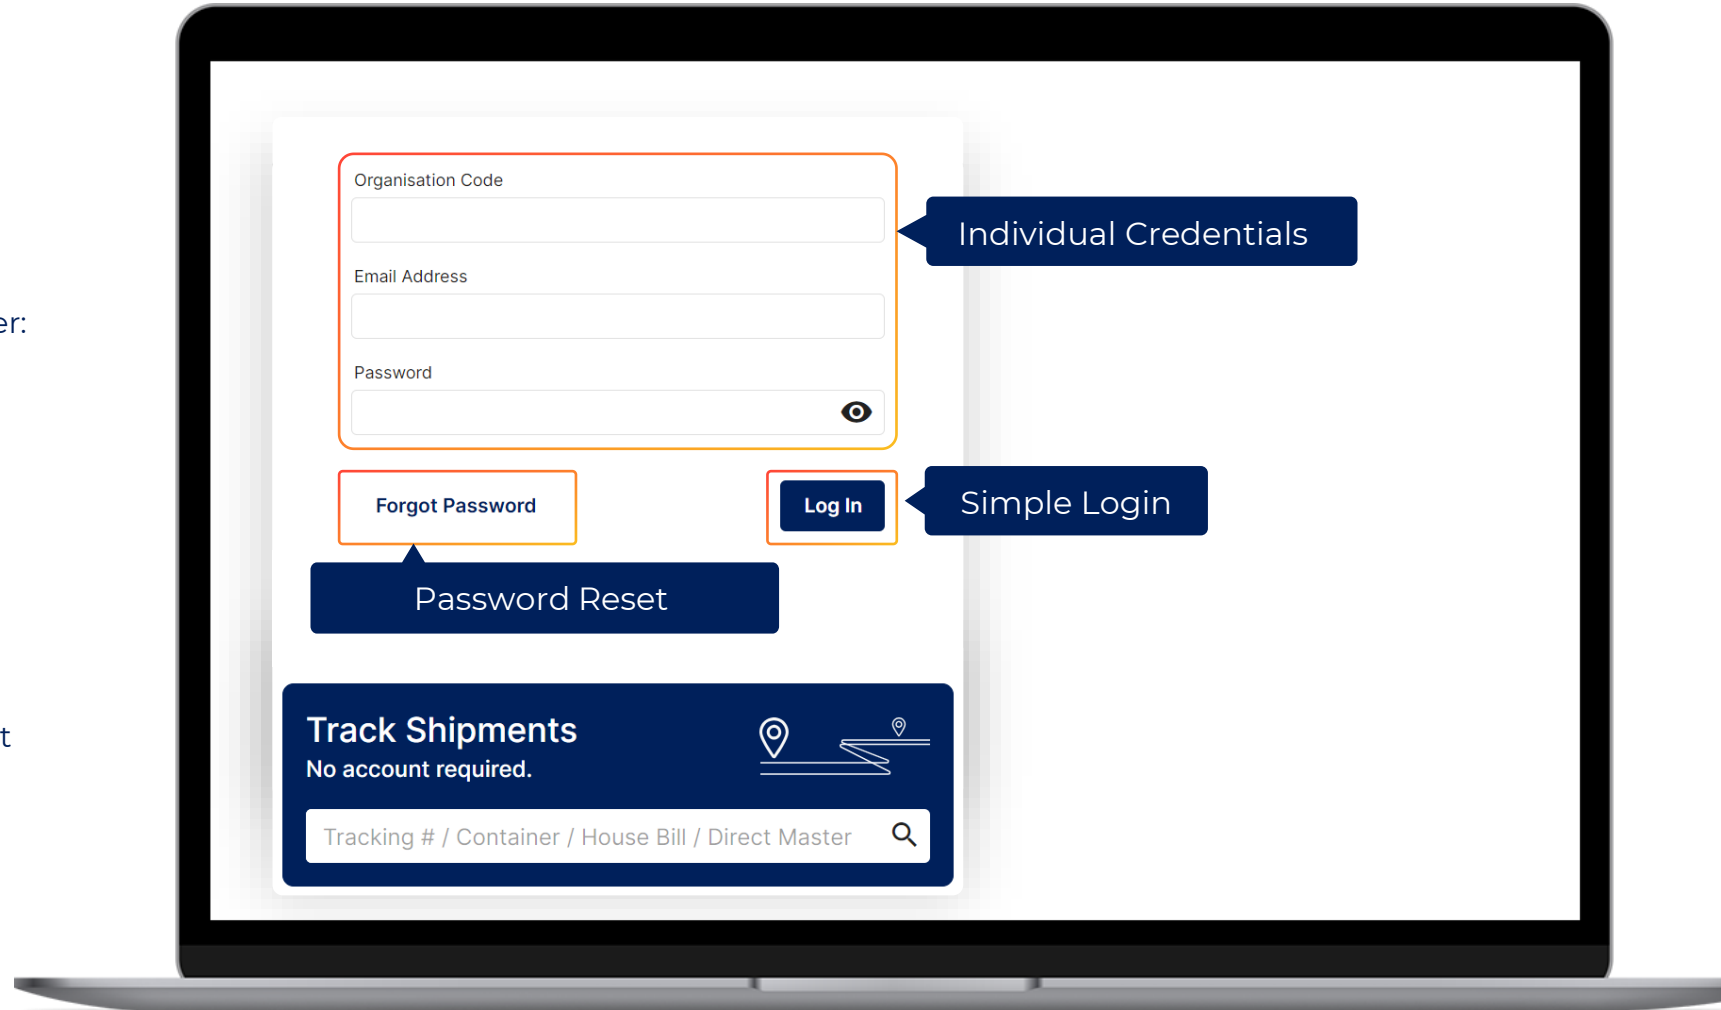 Organisation Code
Individual Credentials
Email Address
er:
Password
Forgot Password
Log In
Simple Login
Password Reset
t
Track Shipments
No account required.
Tracking # / Container / House Bill / Direct Master